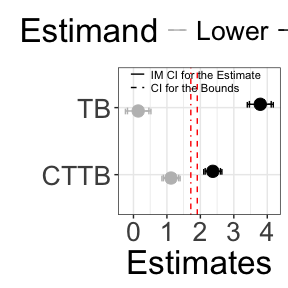 Estimand Lower
IM CI for the Estimate
CI for the Bounds
TB
CTTB
0 1 2 3 4
Estimates